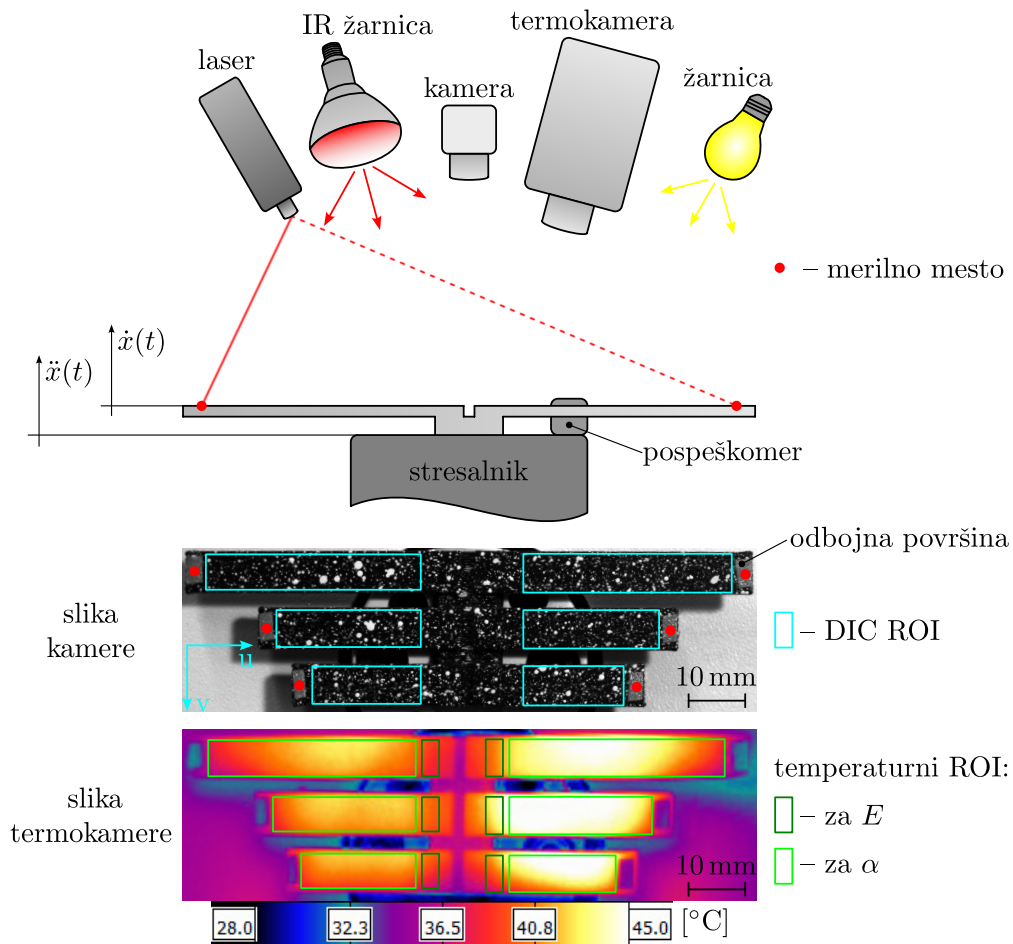 IR žarnica
termokamera
laser
kamera
žarnica
– merilno mesto
ẋ(t)
ẍ(t)
pospeškomer
stresalnik
odbojna površina
slika
kamere
u
v
10 mm
– DIC ROI
temperaturni ROI:
– za E
– za α
slika
termokamere
10 mm
28.0 32.3 36.5 40.8 45.0 [°C]